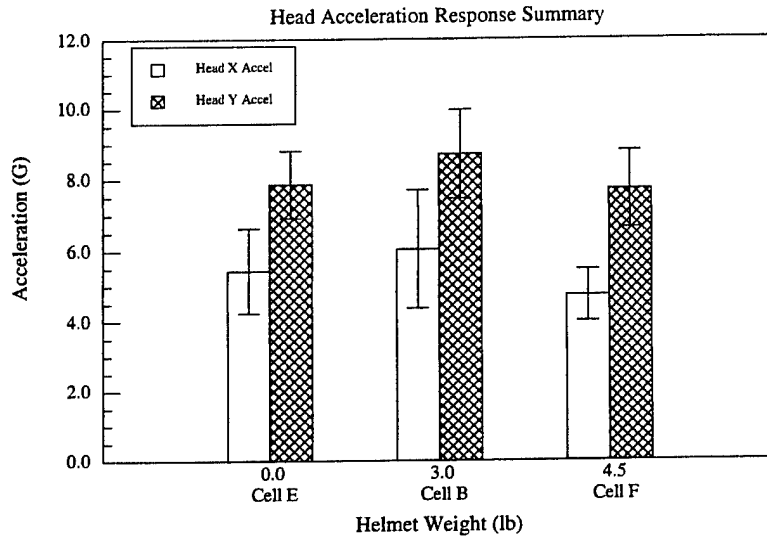 Head Acceleration Response Summary
12.0
10.0
8.0
6.0
4.0
2.0
0.0
Acceleration (G)
Head X Accel
Head Y Accel
0.0
3.0
4.5
Cell E
Cell B
Cell F
Helmet Weight (lb)